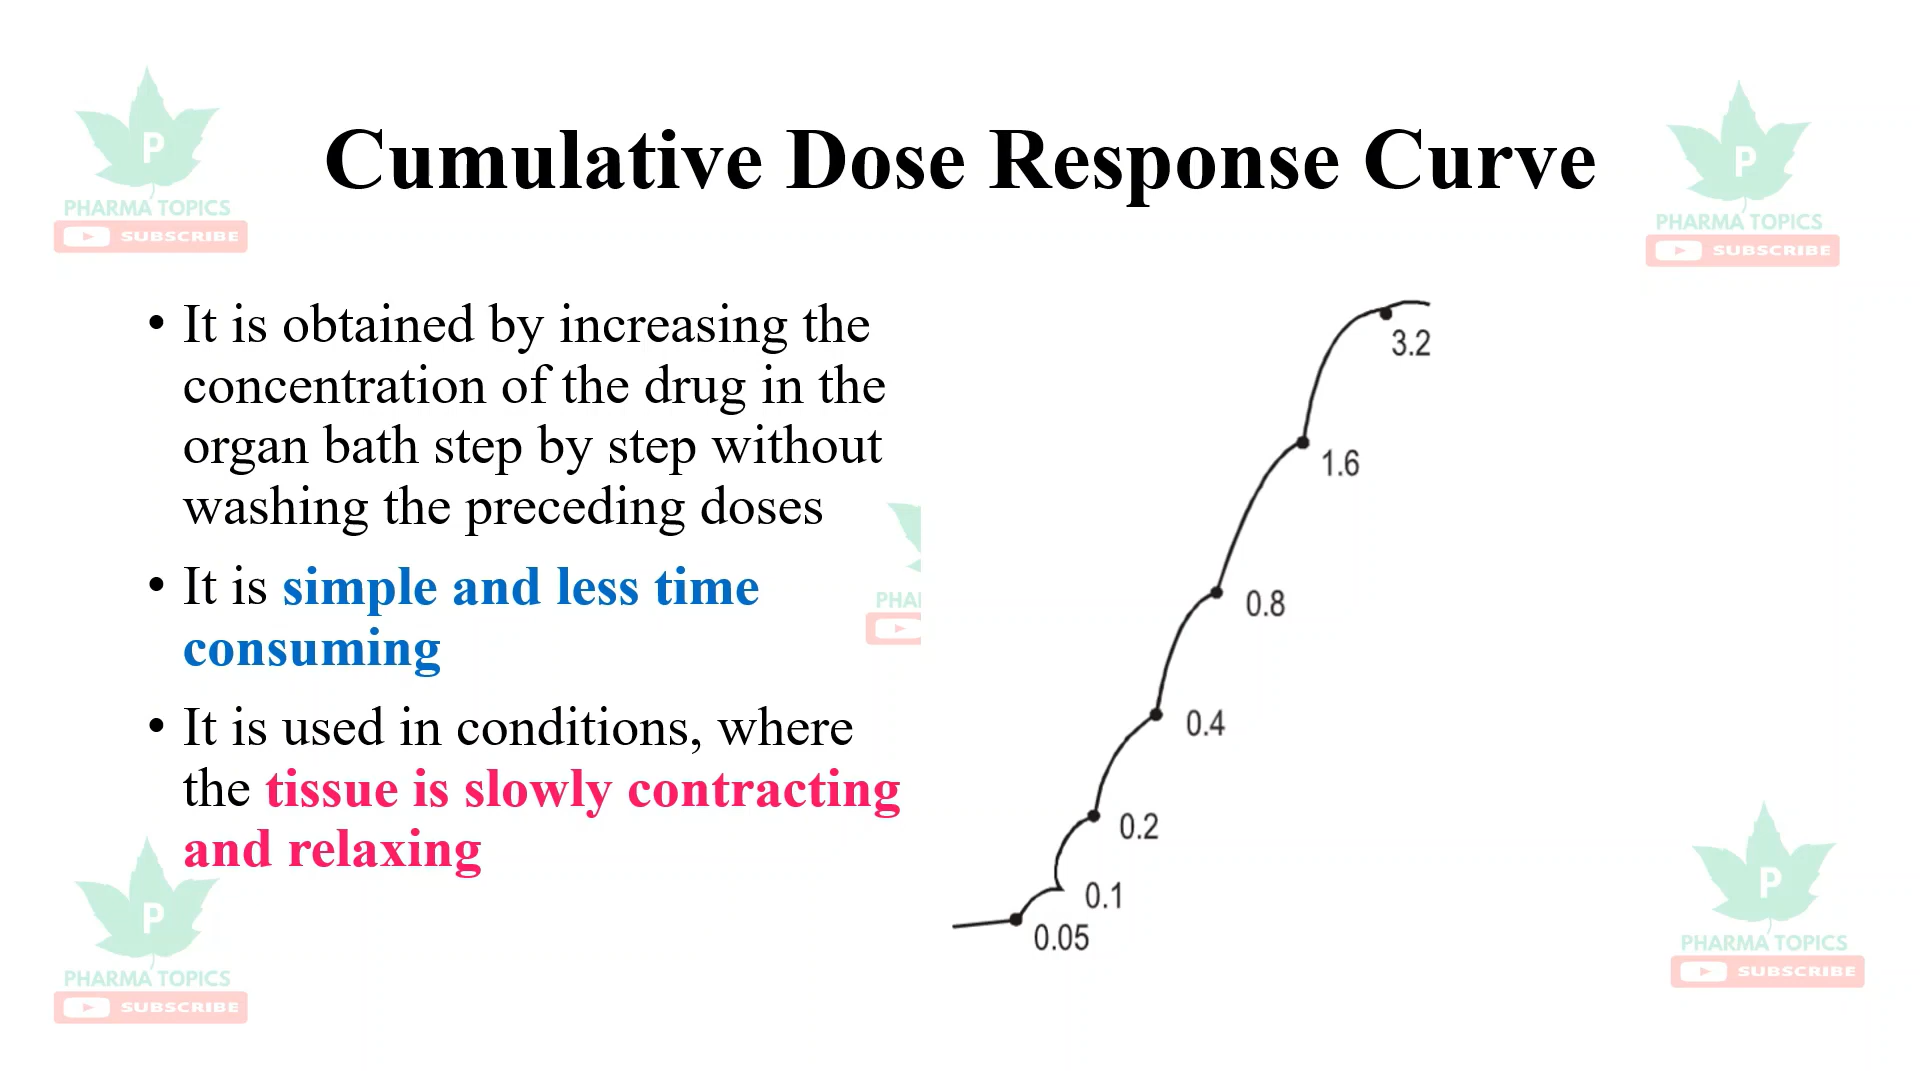 P
PHARMA TOPICS
SUBSCRIBE
Cumulative Dose Response Curve
P
PHARMA TOPICS
SUBSCRIBE
• It is obtained by increasing the
concentration of the drug in the
organ bath step by step without
washing the preceding doses
• It is simple and less time
consuming
• It is used in conditions, where
the tissue is slowly contracting
and relaxing
PHA
3.2
1.6
0.8
0.4
0.2
0.1
0.05
P
PHARMA TOPICS
SUBSCRIBE
P
PHARMA TOPICS
SUBSCRIBE